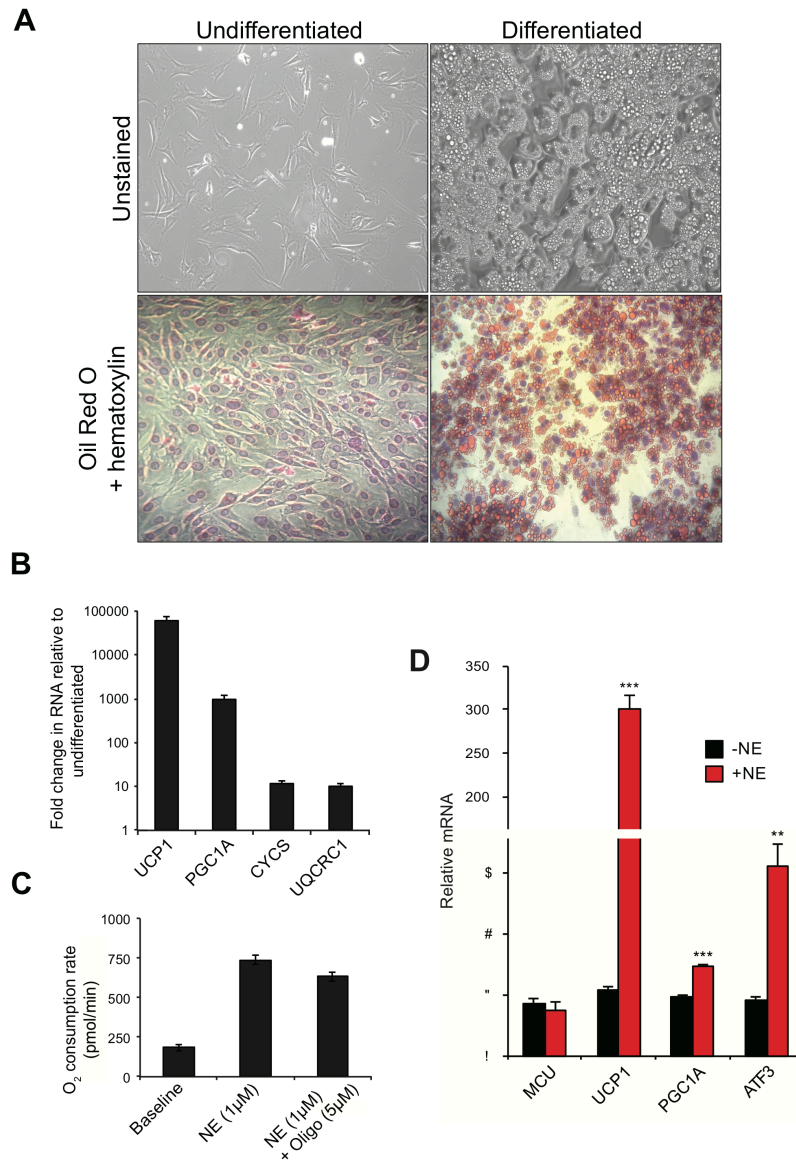 A
Undifferentiated
Differentiated
Unstained
Oil Red O
+ hematoxylin
B
Fold change in RNA relative to
undifferentiated
100000
10000
1000
100
10
1
UCP1
PGC1A
CYCS
UQCRC1
C
O2 consumption rate
(pmol/min)
1000
750
500
250
0
Baseline
NE (1µM)
NE (1µM)
+ Oligo (5µM)
D
Relative mRNA
350
300
250
200
$
#
"
!
***
***
**
-NE
+NE
MCU
UCP1
PGC1A
ATF3